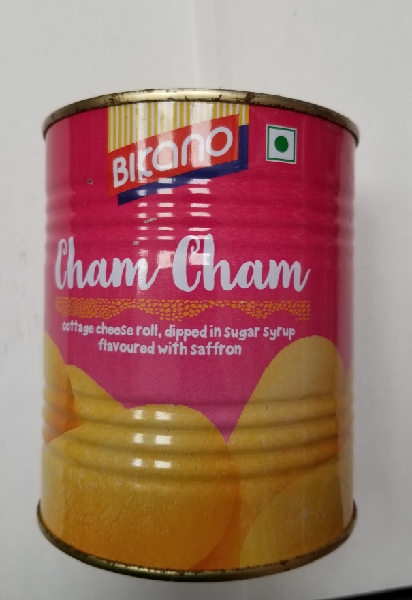 BIKANO
Cham Cham
cottage cheese roll, dipped in sugar syrup
flavoured with saffron